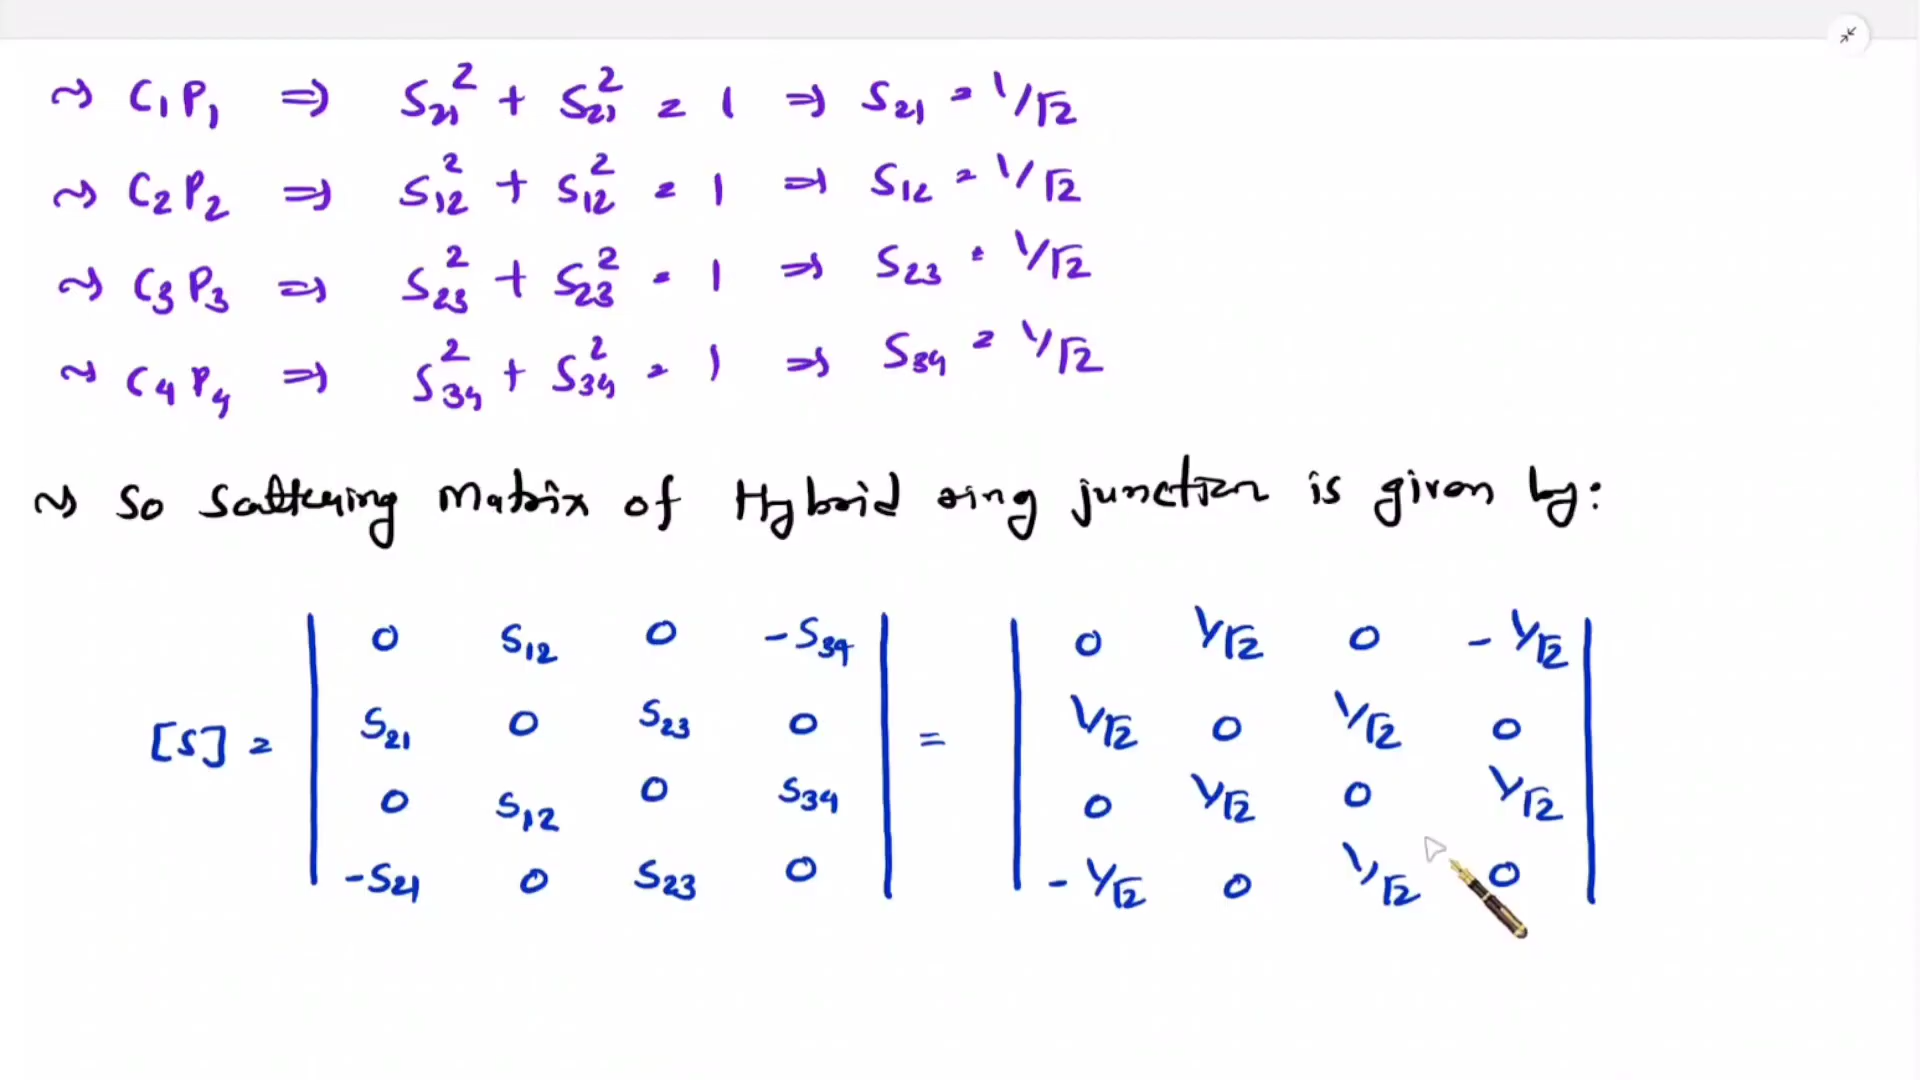 ~> C₁P₁ ⇒ S₂₁² + S₂₁² = 1 ⇒ S₂₁ = 1/√2
~> C₂P₂ ⇒ S₁₂² + S₁₂² = 1 ⇒ S₁₂ = 1/√2
~> C₃P₃ ⇒ S₂₃² + S₂₃² = 1 ⇒ S₂₃ = 1/√2
~> C₄P₄ ⇒ S₃₄² + S₃₄² = 1 ⇒ S₃₄ = 1/√2
~> So Scattering Matrix of Hybrid ring junction is given by:
[S] = | 0 S₁₂ 0 -S₃₄ | = | 0 1/√2 0 -1/√2 |
| S₂₁ 0 S₂₃ 0 | | 1/√2 0 1/√2 0 |
| 0 S₁₂ 0 S₃₄ | | 0 1/√2 0 1/√2 |
| -S₂₁ 0 S₂₃ 0 | | -1/√2 0 1/√2 0 |